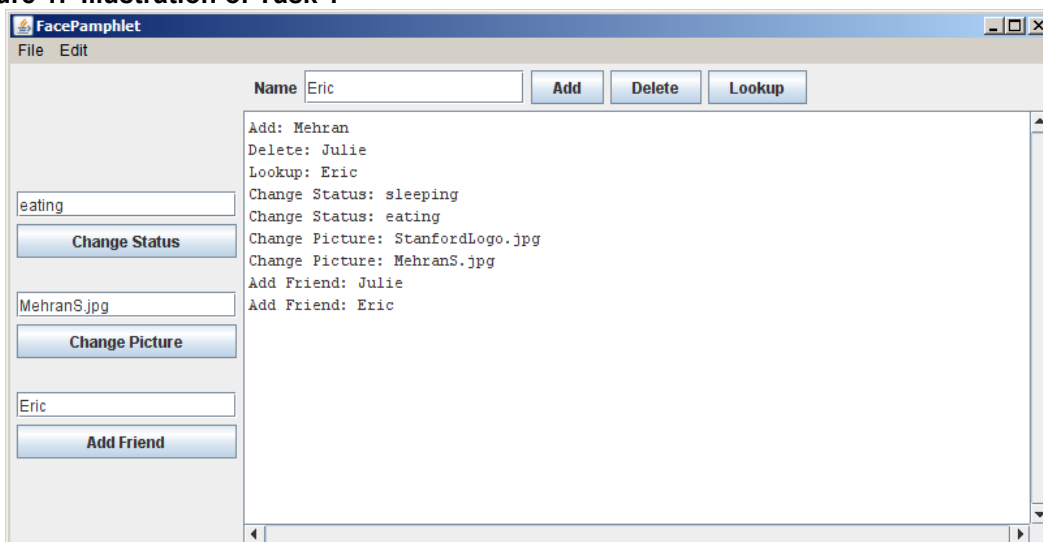 FacePamphlet
File Edit
Name Eric Add Delete Lookup
Add: Mehran
Delete: Julie
Lookup: Eric
Change Status: sleeping
Change Status: eating
Change Picture: StanfordLogo.jpg
Change Picture: MehranS.jpg
Add Friend: Julie
Add Friend: Eric
eating
Change Status
MehranS.jpg
Change Picture
Eric
Add Friend